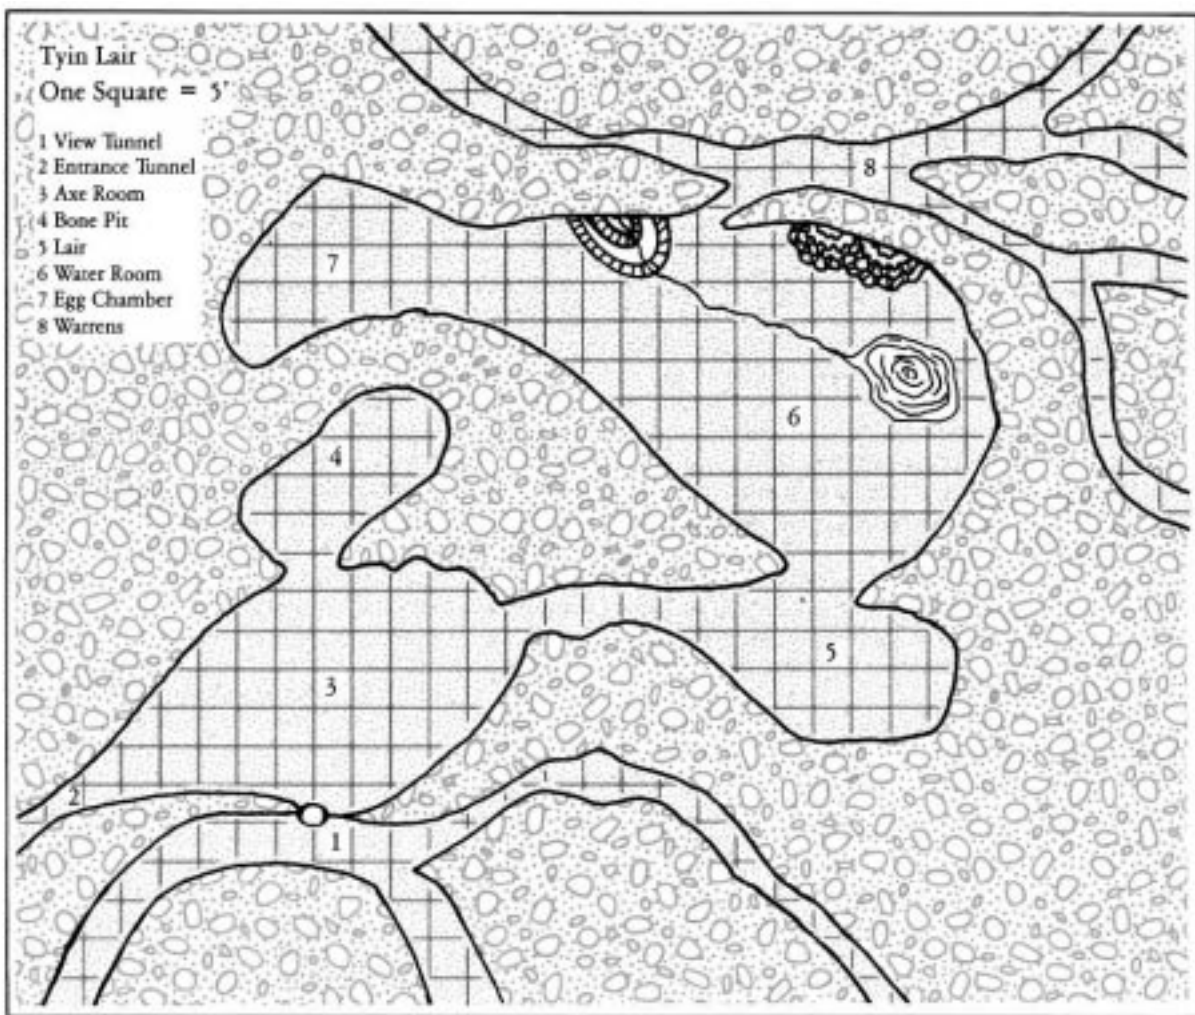 Tyin Lair
One Square = 5'
1 View Tunnel
2 Entrance Tunnel
3 Axe Room
4 Bone Pit
5 Lair
6 Water Room
7 Egg Chamber
8 Warrens
8
7
6
4
5
3
2
1